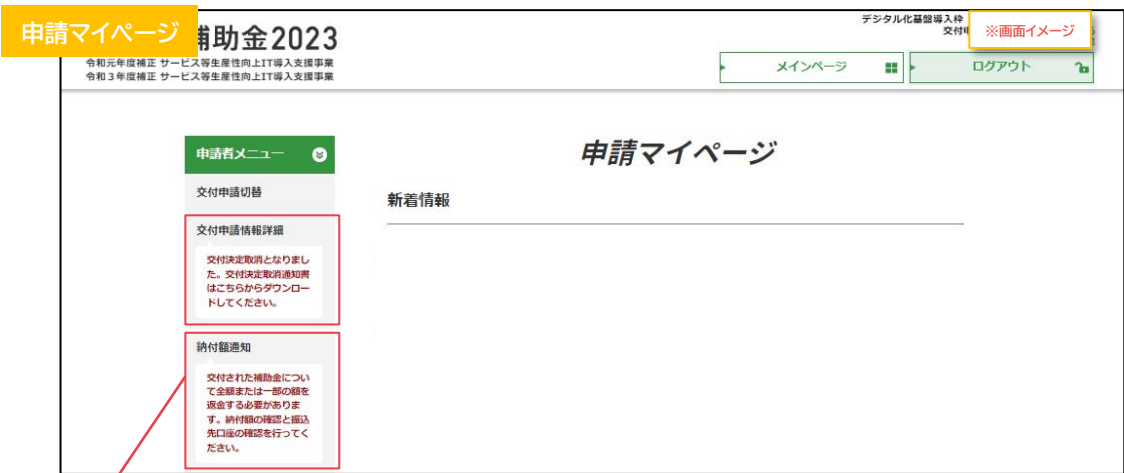 申請マイページ
補助金2023
令和元年度補正 サービス等生産性向上IT導入支援事業
令和3年度補正 サービス等生産性向上IT導入支援事業
デジタル化基盤導入枠
※画面イメージ
メインページ
ログアウト
申請者メニュー
交付申請切替
交付申請情報詳細
交付決定取消となりまし
た。交付決定取消通知書
はこちらからダウンロー
ドしてください。
納付額通知
交付された補助金につい
て全額または一部の額を
返金する必要がありま
す。納付額の確認と振込
先口座の確認を行ってく
ださい。
申請マイページ
新着情報